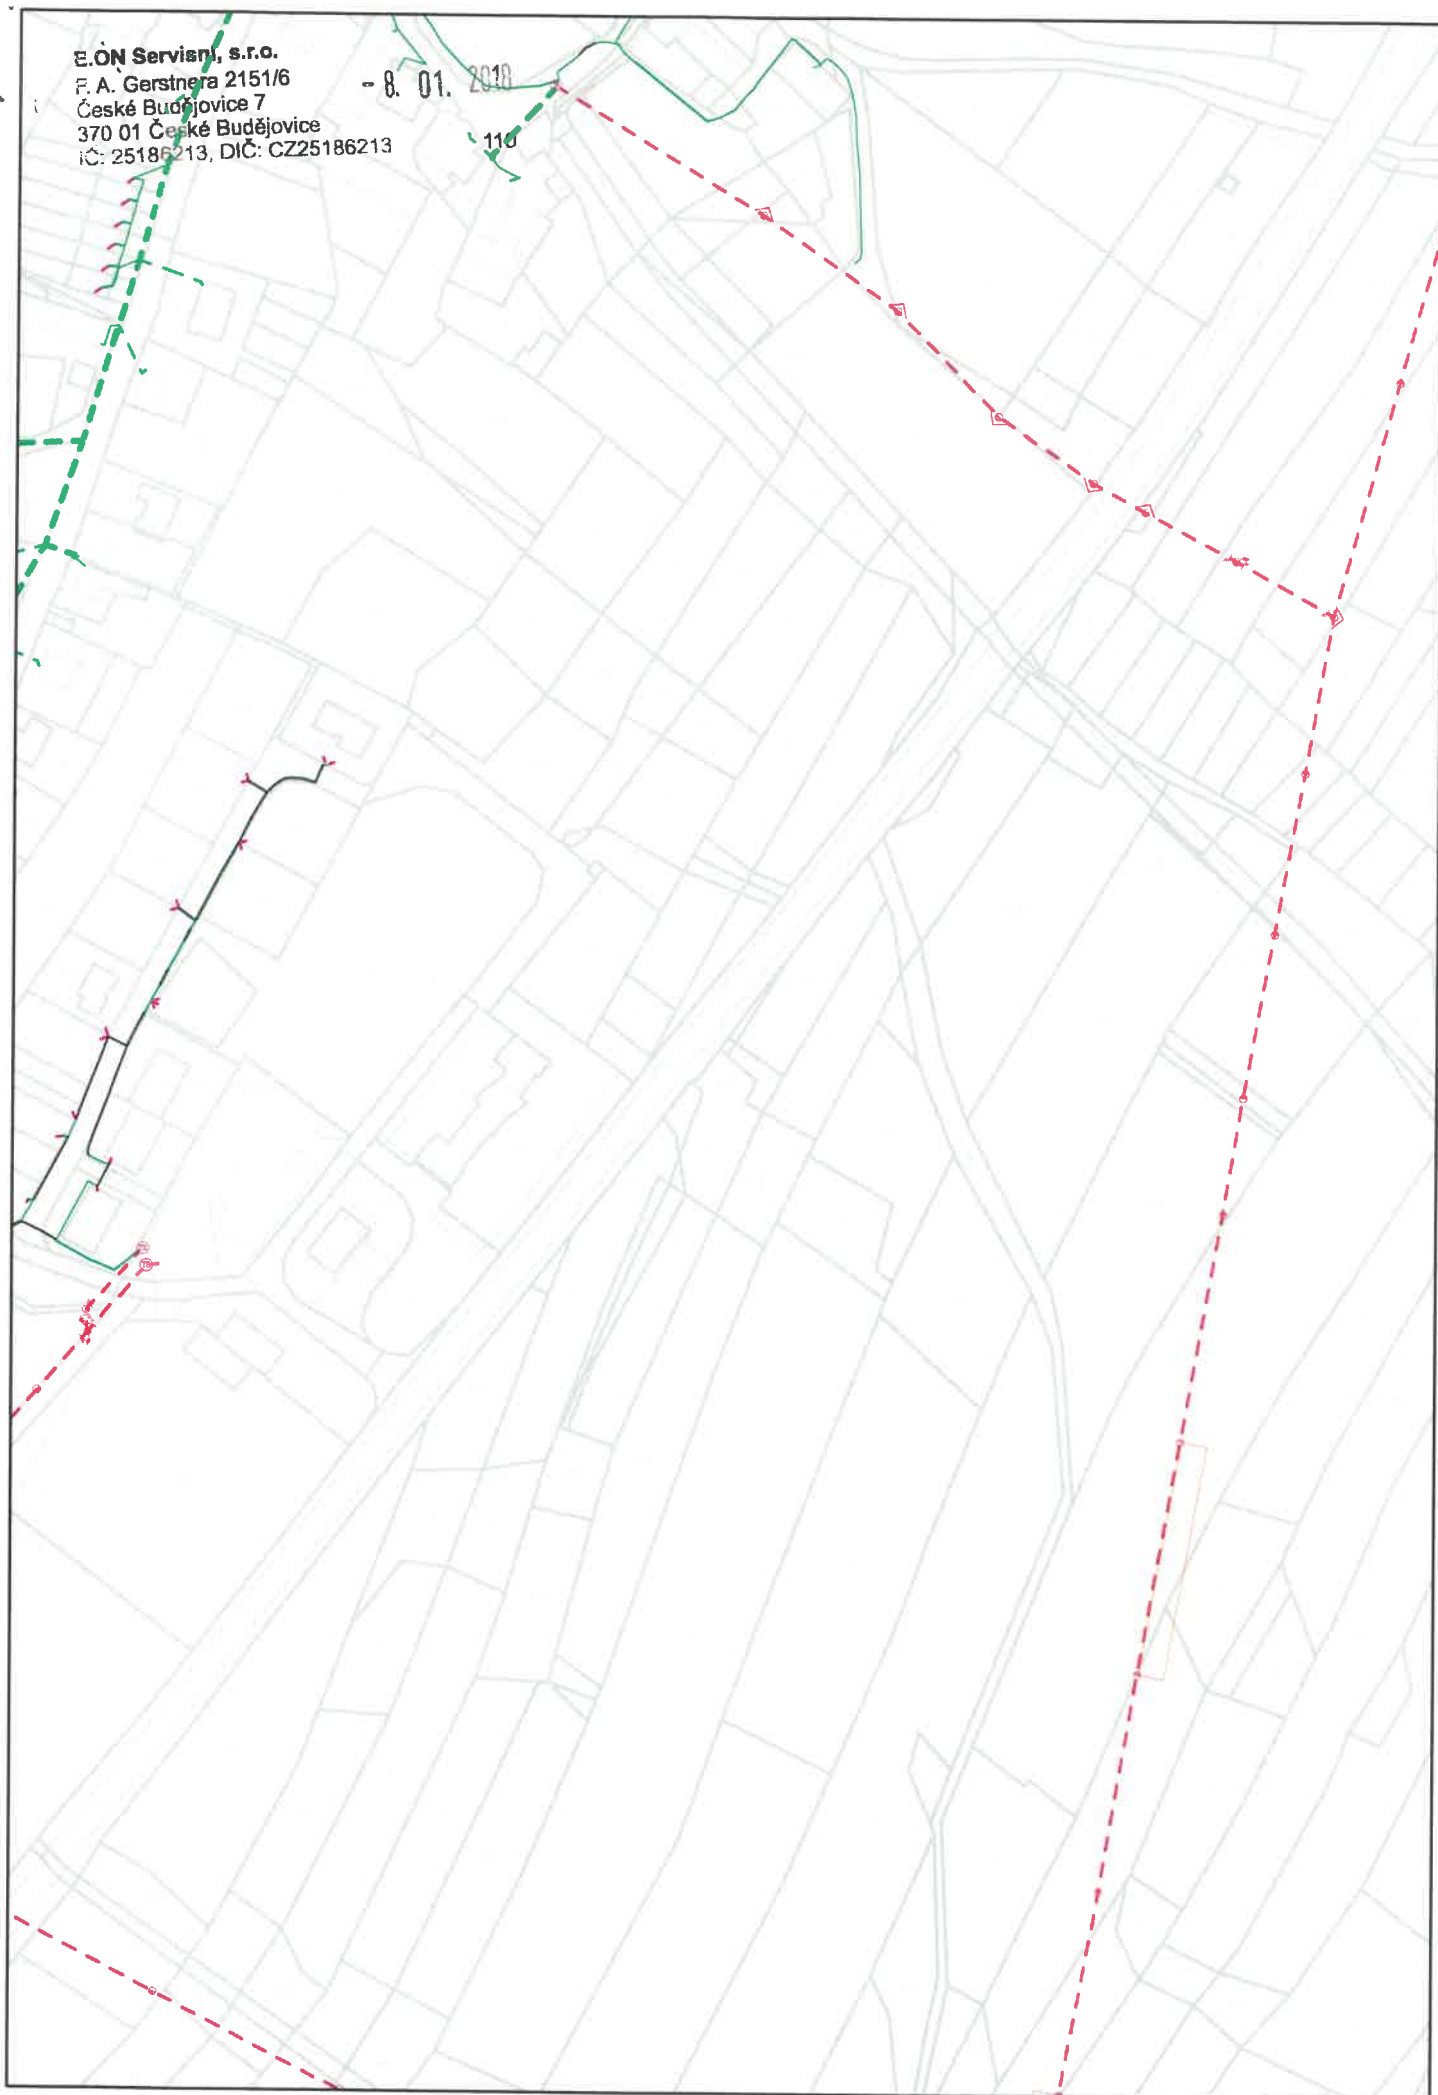 E.ON Servisní, s.r.o.
F. A. Gerstnera 2151/6
České Budějovice 7
370 01 České Budějovice
IČ: 25186213, DIČ: CZ25186213
- 8. 01. 2018
110